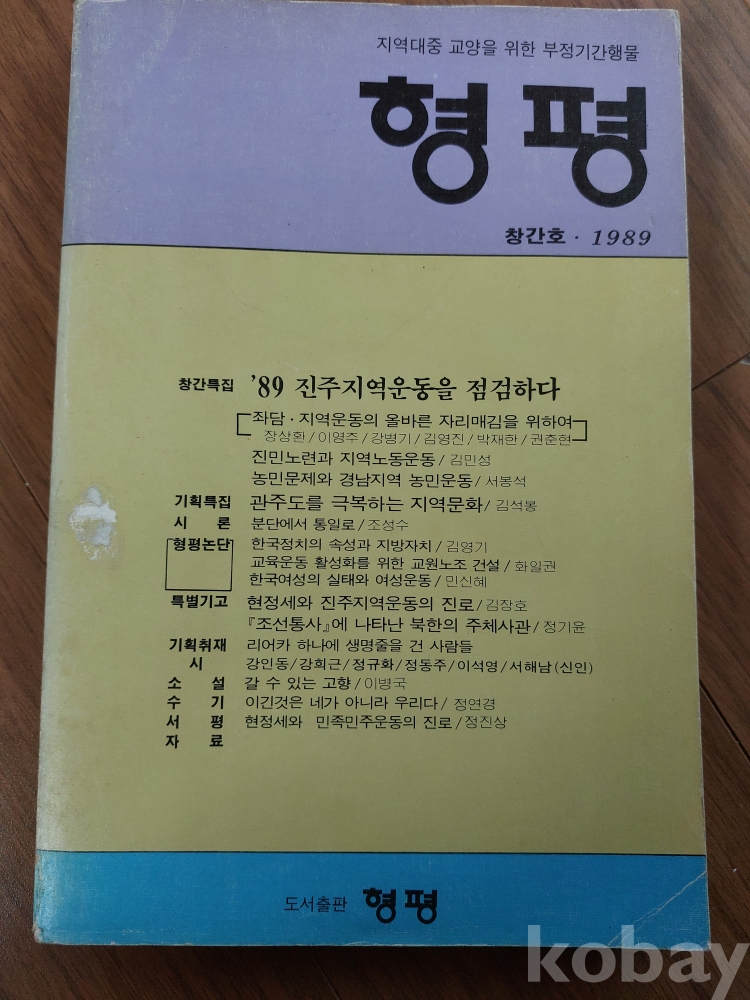 지역대중 교양을 위한 부정기간행물
형평
창간호 · 1989
창간특집 '89 진주지역운동을 점검하다
좌담 · 지역운동의 올바른 자리매김을 위하여
장상환/이영주/강병기/김영진/박재한/권춘현
진민노련과 지역노동운동/김민성
농민문제와 경남지역 농민운동/서봉석
기획특집 관주도를 극복하는 지역문화/김석봉
시 론 분단에서 통일로/조성수
형평논단 한국정치의 속성과 지방자치/김영기
교육운동 활성화를 위한 교원노조 건설/화일권
한국여성의 실태와 여성운동/민신혜
특별기고 현정세와 진주지역운동의 진로/김장호
『조선통사』에 나타난 북한의 주체사관/정기윤
기획취재 리어카 하나에 생명줄을 건 사람들
시 강인동/강희근/정규화/정동주/이석영/서해남(신인)
소 설 갈 수 있는 고향/이병국
수 기 이긴것은 네가 아니라 우리다/정연경
서 평 현정세와 민족민주운동의 진로/정진상
자 료
도서출판 형평
kobay